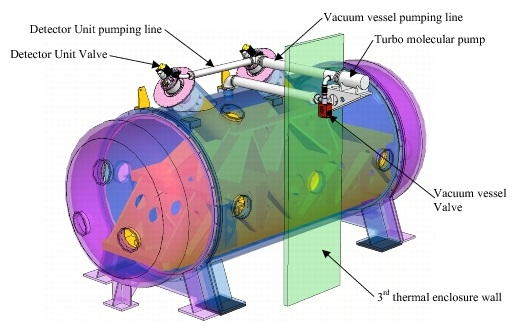 Vacuum vessel pumping line
Detector Unit pumping line
Turbo molecular pump
Detector Unit Valve
Vacuum vessel
Valve
3rd thermal enclosure wall